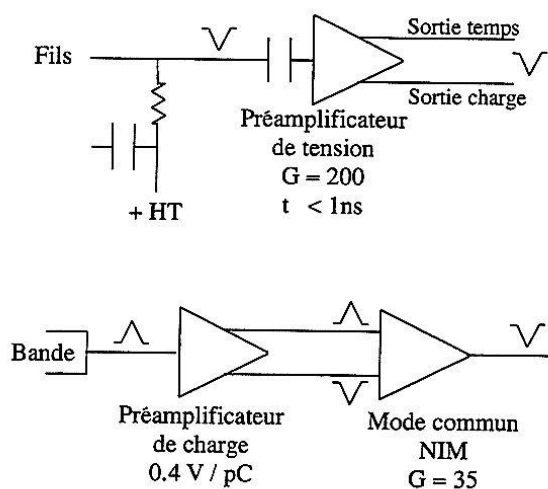 Fils
Sortie temps
Sortie charge
Préamplificateur
de tension
G = 200
t < 1ns
+ HT
Bande
Préamplificateur
de charge
0.4 V / pC
Mode commun
NIM
G = 35